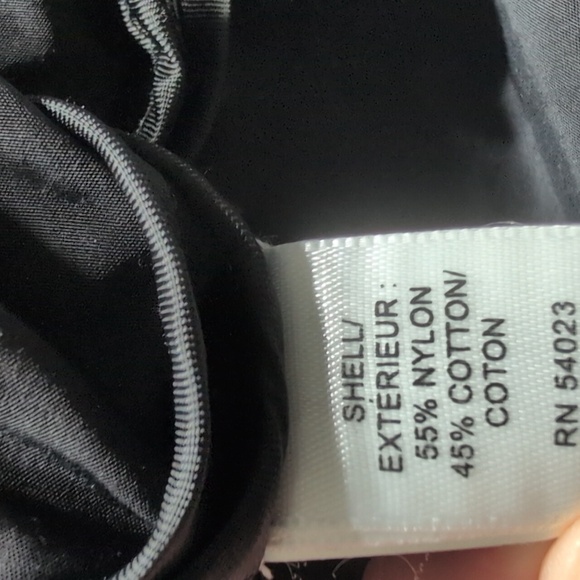 SHELL/
EXTÉRIEUR :
55% NYLON
45% COTTON/
COTON
RN 54023